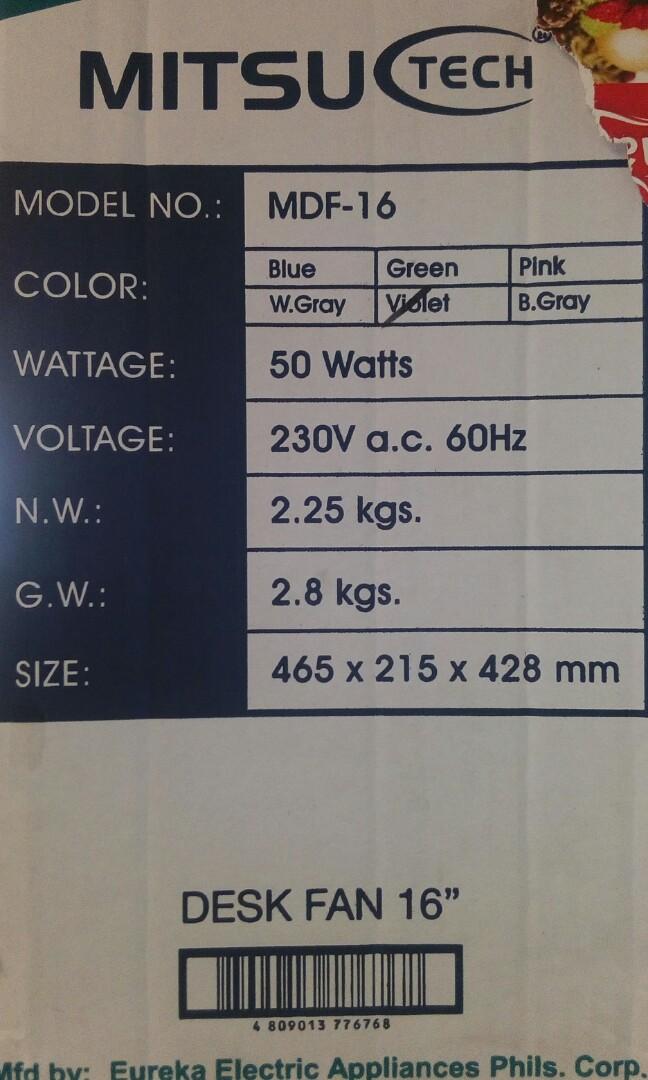 MITSUTECH
MODEL NO.: MDF-16
COLOR: Blue Green Pink
W.Gray Violet B.Gray
WATTAGE: 50 Watts
VOLTAGE: 230V a.c. 60Hz
N.W.: 2.25 kgs.
G.W.: 2.8 kgs.
SIZE: 465 x 215 x 428 mm
DESK FAN 16”
4 809013 776768
Mfd by: Eureka Electric Appliances Phils. Corp.